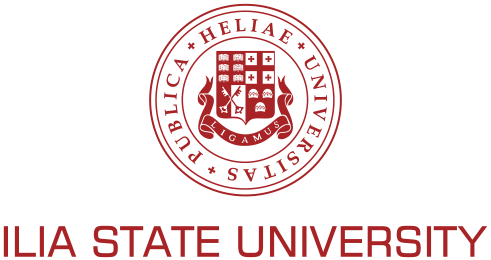 PUBLICA + HELIAE + UNIVERSITAS +
LIGAMUS
ILIA STATE UNIVERSITY